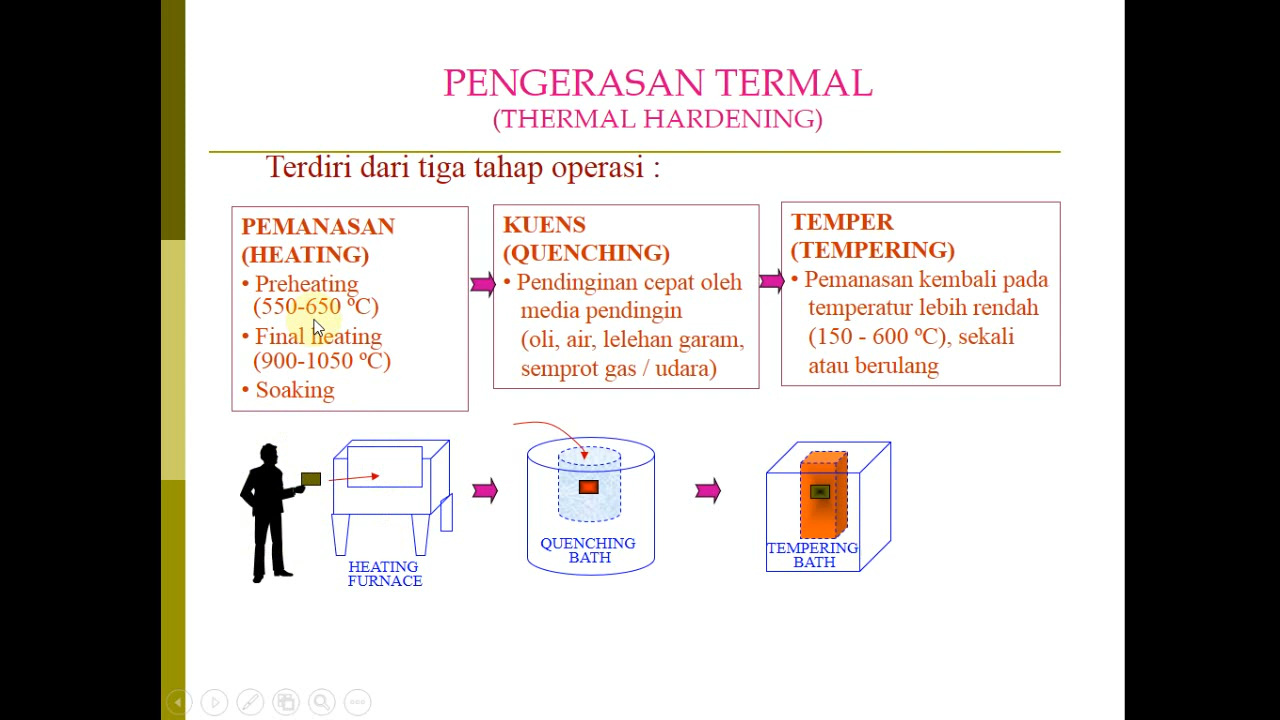 PENGERASAN TERMAL
(THERMAL HARDENING)
Terdiri dari tiga tahap operasi :
PEMANASAN
(HEATING)
• Preheating
(550-650 ºC)
• Final heating
(900-1050 ºC)
• Soaking
KUENS
(QUENCHING)
• Pendinginan cepat oleh
media pendingin
(oli, air, lelehan garam,
semprot gas / udara)
TEMPER
(TEMPERING)
• Pemanasan kembali pada
temperatur lebih rendah
(150 - 600 ºC), sekali
atau berulang
HEATING
FURNACE
QUENCHING
BATH
TEMPERING
BATH